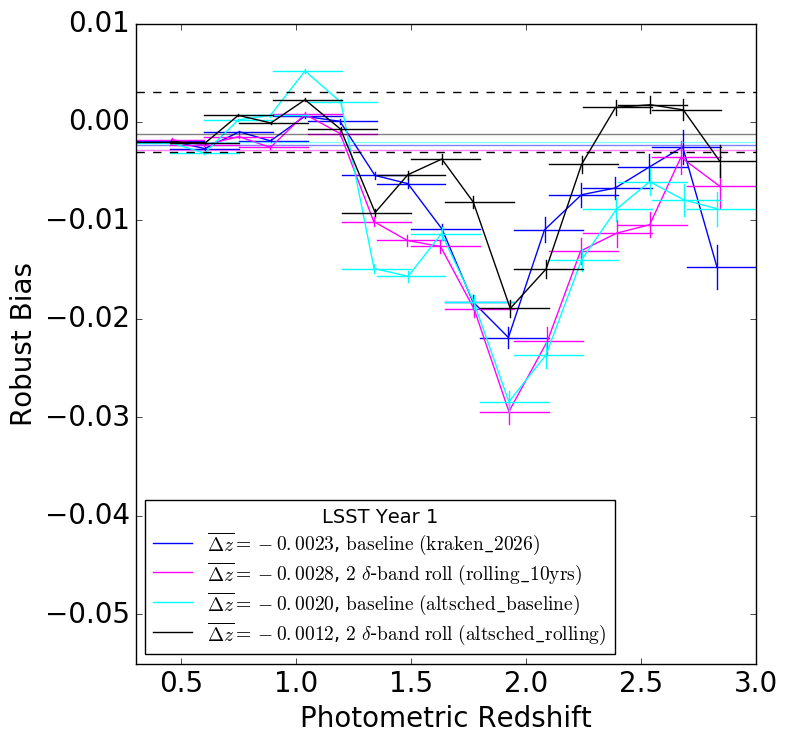 0.01
0.00
−0.01
−0.02
−0.03
−0.04
−0.05
Robust Bias
LSST Year 1
Δz = −0.0023, baseline (kraken_2026)
Δz = −0.0028, 2 δ-band roll (rolling_10yrs)
Δz = −0.0020, baseline (altsched_baseline)
Δz = −0.0012, 2 δ-band roll (altsched_rolling)
0.5 1.0 1.5 2.0 2.5 3.0
Photometric Redshift